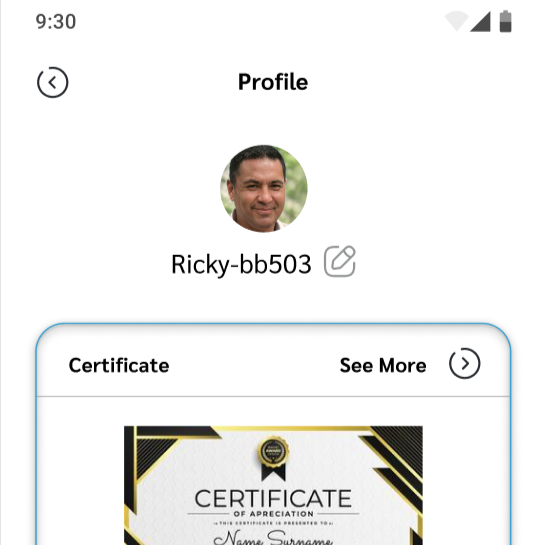 9:30
Profile
Ricky-bb503
Certificate See More
AWARD
CERTIFICATE
OF APRECIATION
THIS CERTIFICATE IS PRESENTED TO
Name Surname